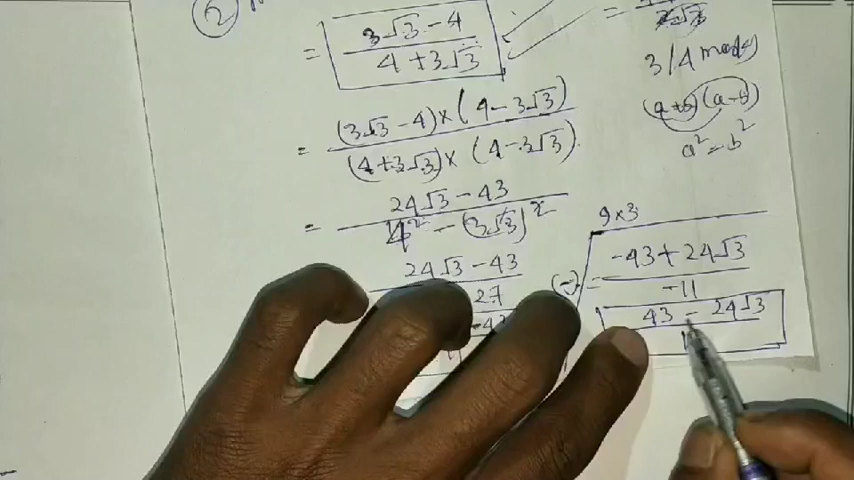 ②
= (3√3 - 4) / (4 + 3√3)
= (3√3 - 4) × (4 - 3√3) / (4 + 3√3) × (4 - 3√3)
= (24√3 - 43) / (4² - (3√3)²)
24√3 - 43
27
3/4 marks
(a+b)(a-b)
a² - b²
9×3
(-) = (-43 + 24√3) / -11
43 - 24√3